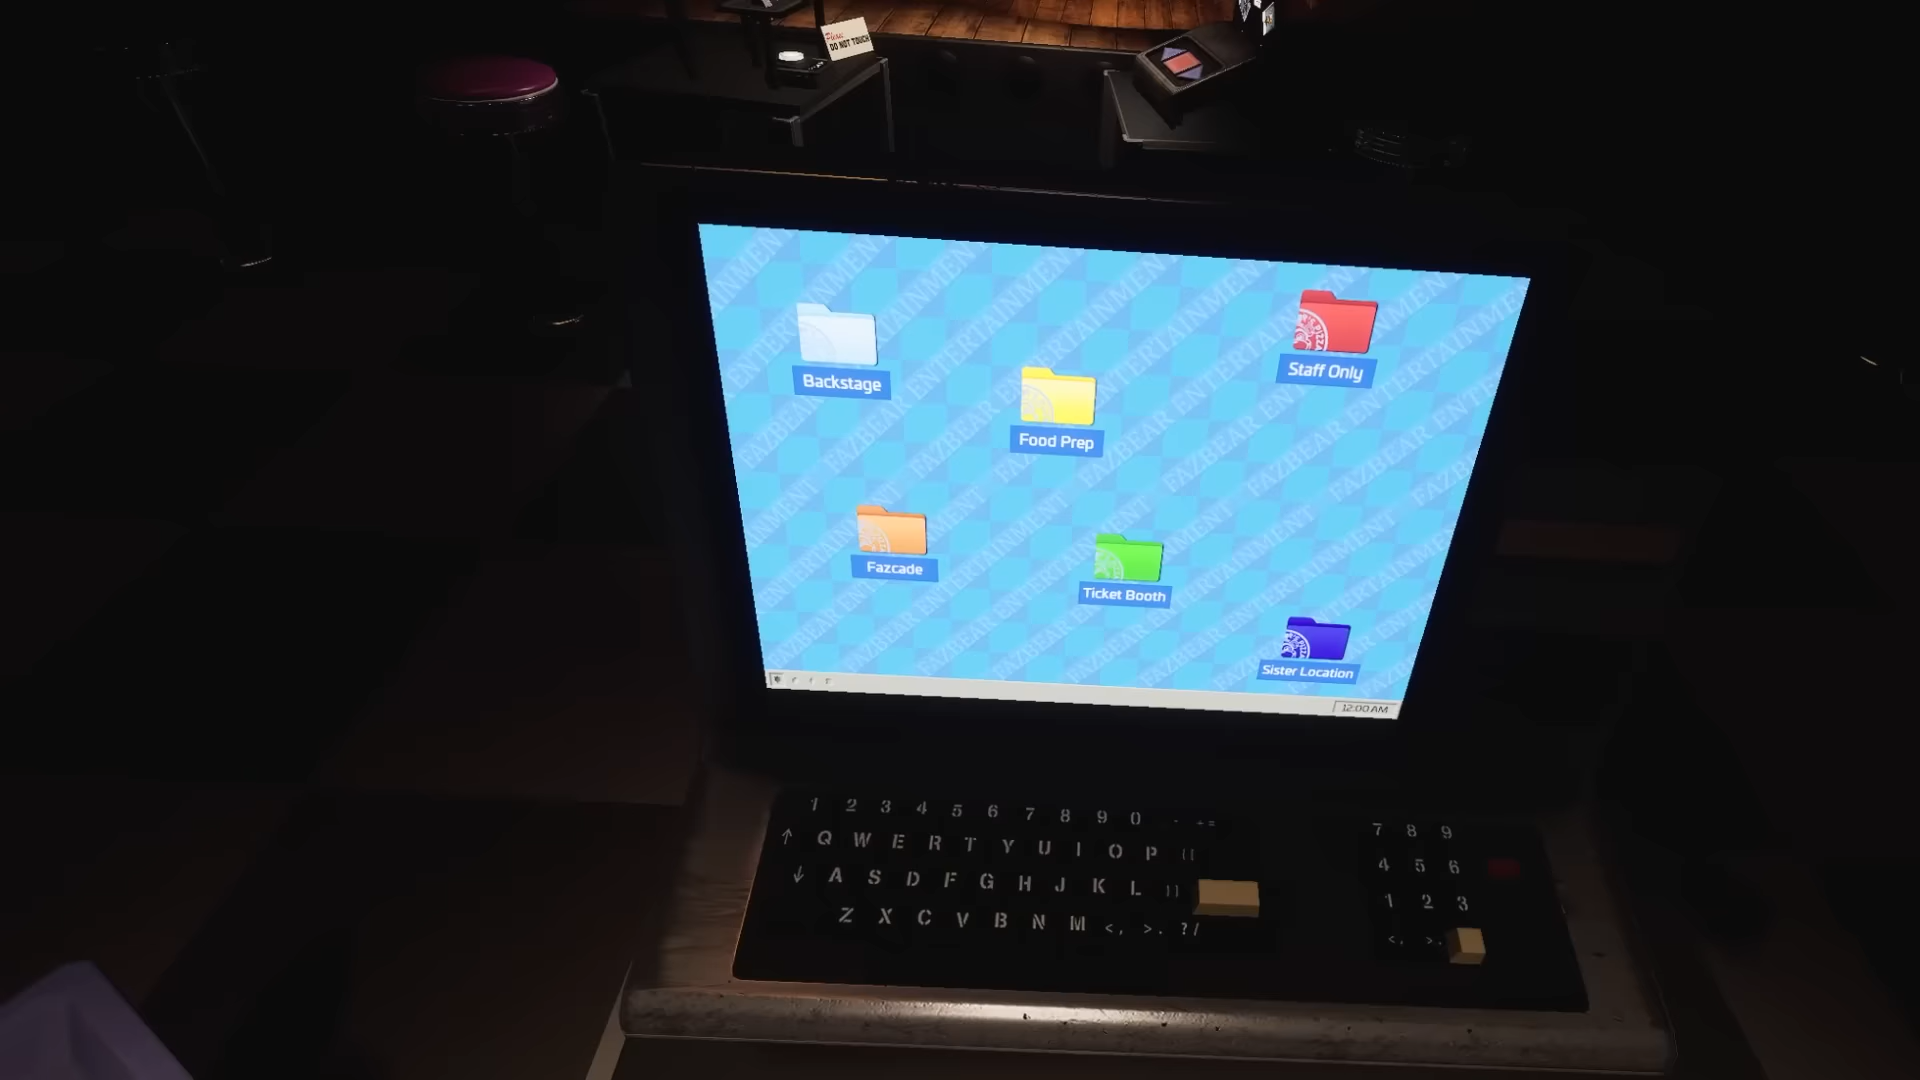 Please
DO NOT TOUCH
FAZBEAR ENTERTAINMENT
Backstage
Staff Only
Food Prep
Fazcade
Ticket Booth
Sister Location
12:00 AM
1 2 3 4 5 6 7 8 9 0 - +=
↑ Q W E R T Y U I O P [[
↓ A S D F G H J K L ]]
Z X C V B N M <, >. ?/
7 8 9
4 5 6
1 2 3
<, >.